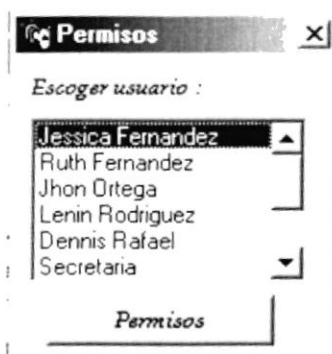 Permisos
Escoger usuario :
Jessica Fernandez
Ruth Fernandez
Jhon Ortega
Lenin Rodriguez
Dennis Rafael
Secretaria
Permisos